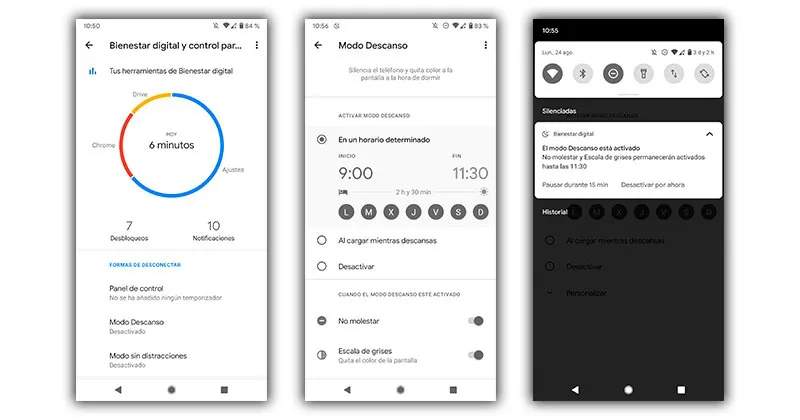 10:50
84 %
Bienestar digital y control par...
Tus herramientas de Bienestar digital
Drive
Chrome
HOY
6 minutos
Ajustes
7
Desbloqueos
10
Notificaciones
FORMAS DE DESCONECTAR
Panel de control
No se ha añadido ningún temporizador
Modo Descanso
Desactivado
Modo sin distracciones
Desactivado
10:56
83 %
Modo Descanso
Silencia el teléfono y quita color a la
pantalla a la hora de dormir
ACTIVAR MODO DESCANSO
En un horario determinado
INICIO
FIN
9:00
11:30
2 h y 30 min
L M X J V S D
Al cargar mientras descansas
Desactivar
CUANDO EL MODO DESCANSO ESTÉ ACTIVADO
No molestar
Escala de grises
Quita el color de la pantalla
10:55
Lun., 24 ago.
3 d y 2 h
Silenciadas
Bienestar digital
El modo Descanso está activado
No molestar y Escala de grises permanecerán activados
hasta las 11:30
Pausar durante 15 min
Desactivar por ahora
Historial
L M X J V S D
Al cargar mientras descansas
Desactivar
Personalizar